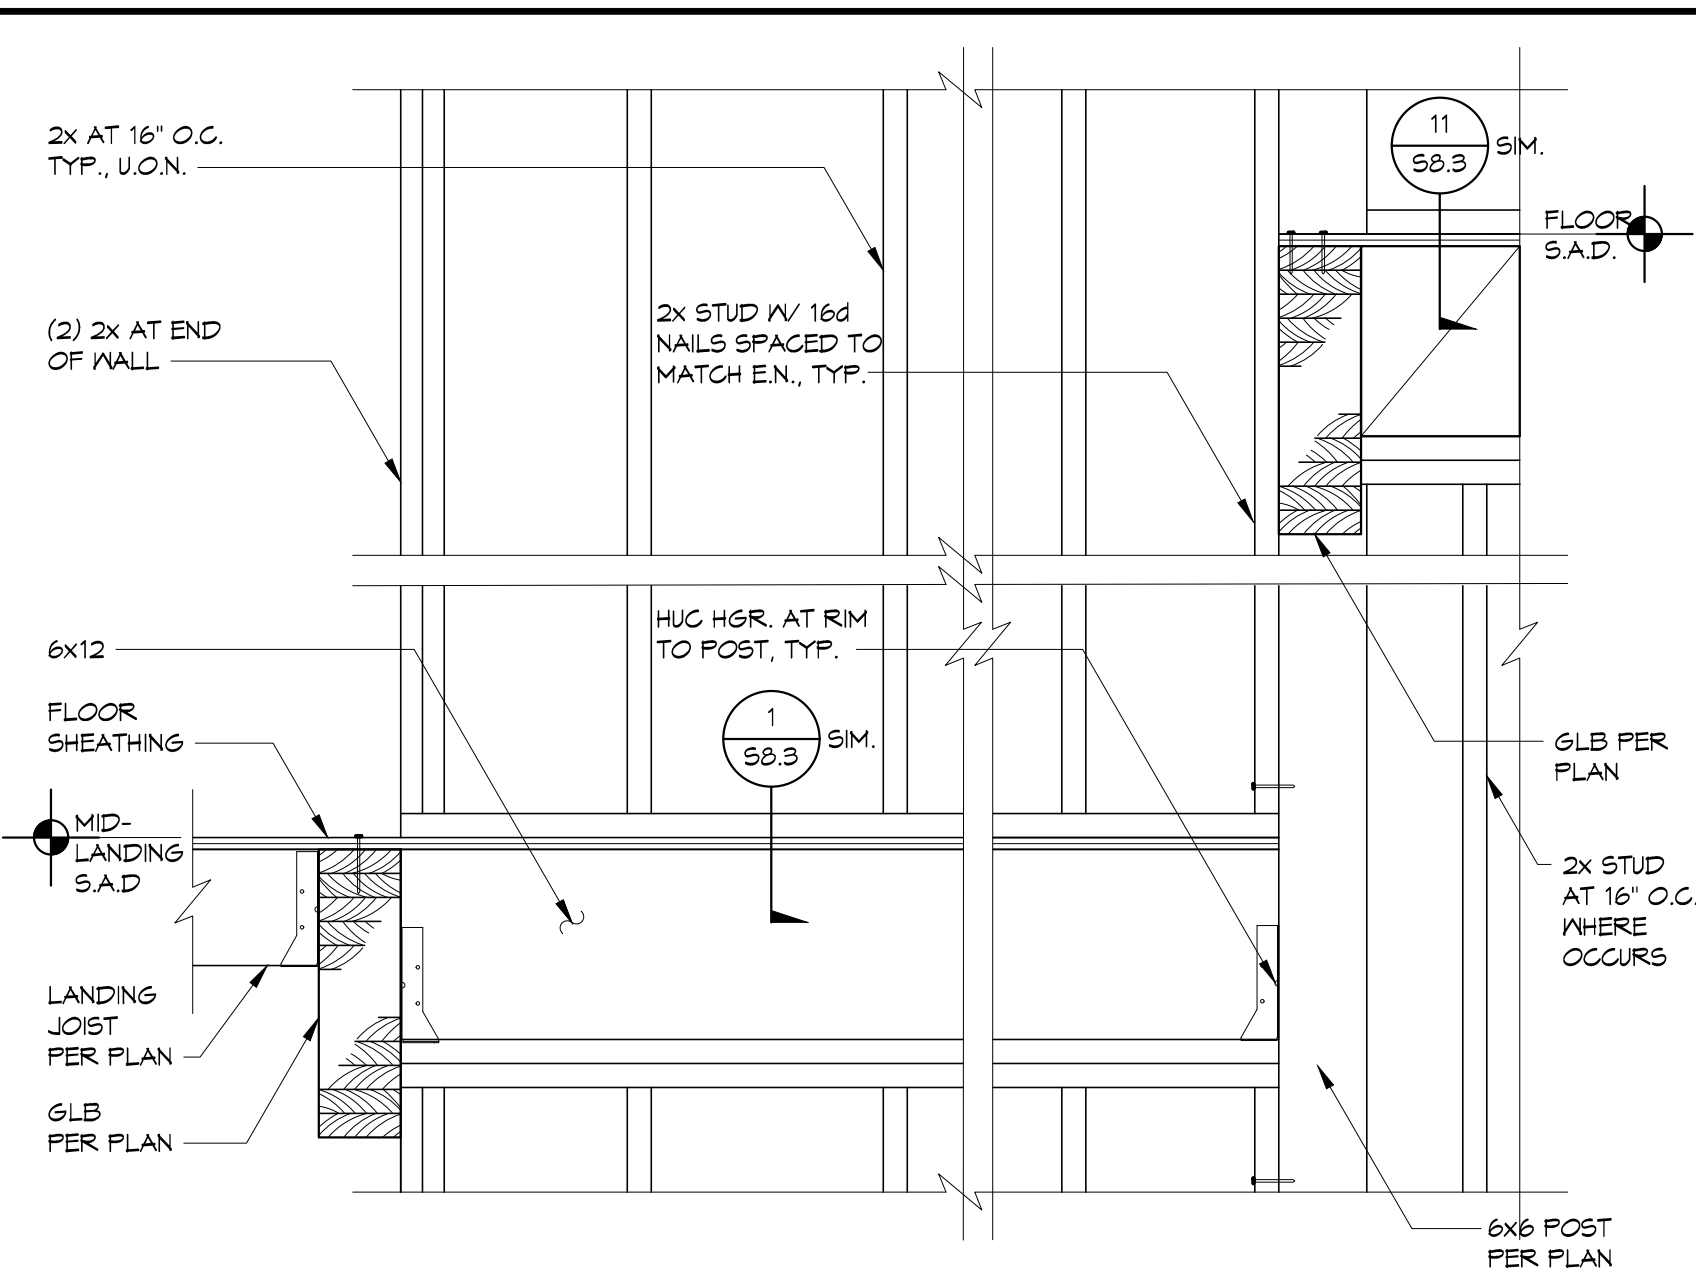 2x AT 16" O.C.
TYP., U.O.N.
(2) 2x AT END
OF WALL
2x STUD W/ 16d
NAILS SPACED TO
MATCH E.N., TYP.
11
S8.3
SIM.
FLOOR
S.A.D.
6x12
HUC HGR. AT RIM
TO POST, TYP.
1
S8.3
SIM.
FLOOR
SHEATHING
MID-
LANDING
S.A.D
LANDING
JOIST
PER PLAN
GLB
PER PLAN
GLB PER
PLAN
2x STUD
AT 16" O.C.
WHERE
OCCURS
6x6 POST
PER PLAN